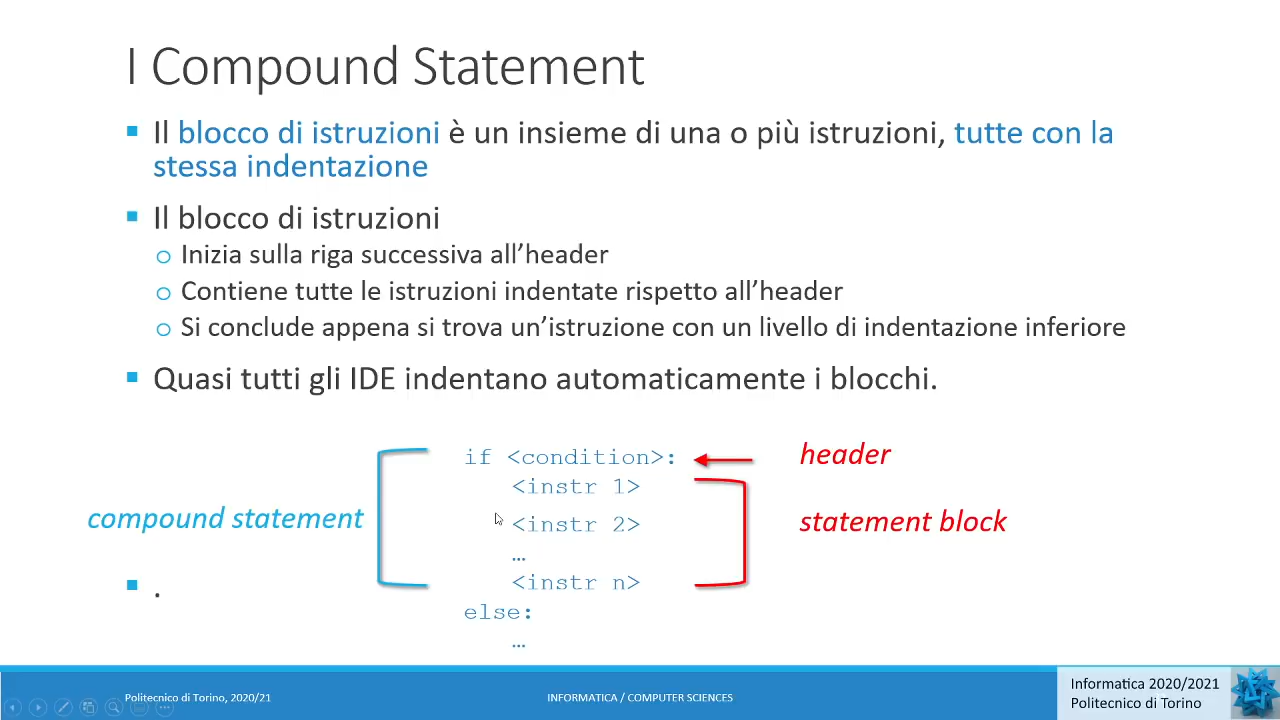 I Compound Statement
Il blocco di istruzioni è un insieme di una o più istruzioni, tutte con la
stessa indentazione
Il blocco di istruzioni
Inizia sulla riga successiva all’header
Contiene tutte le istruzioni indentate rispetto all’header
Si conclude appena si trova un’istruzione con un livello di indentazione inferiore
Quasi tutti gli IDE indentano automaticamente i blocchi.
if <condition>:
header
<instr 1>
compound statement
<instr 2>
statement block
…
<instr n>
.
else:
…
Politecnico di Torino, 2020/21
INFORMATICA / COMPUTER SCIENCES
Informatica 2020/2021
Politecnico di Torino